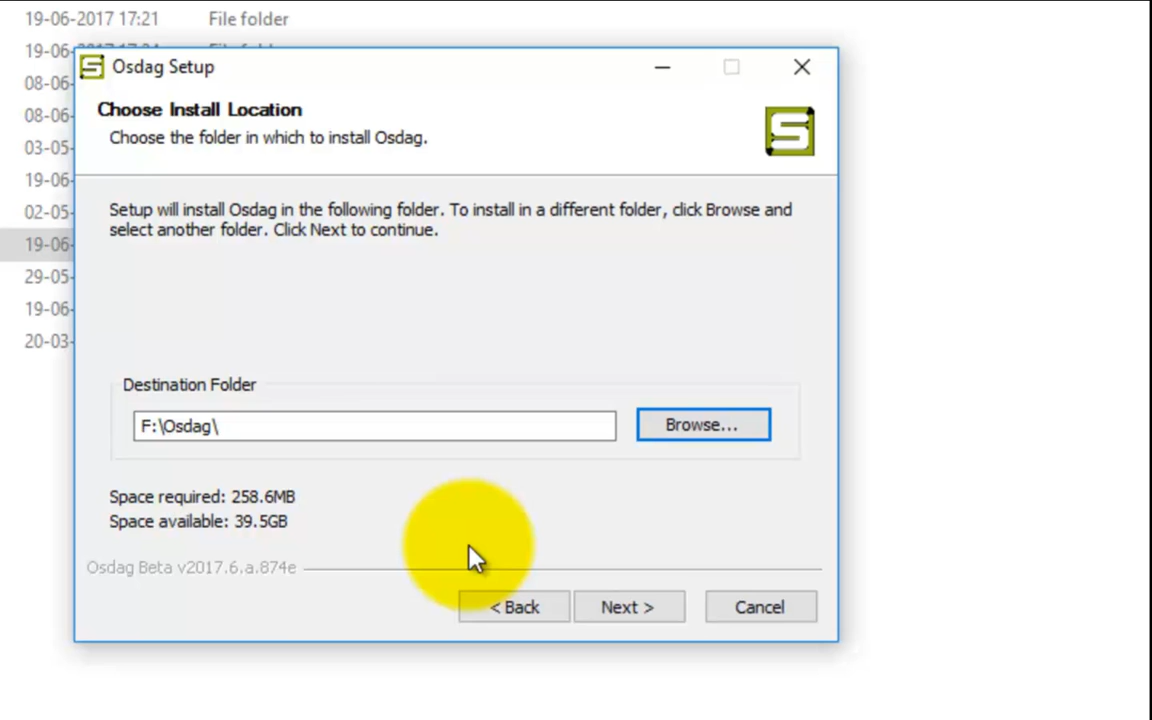 19-06-2017 17:21 File folder
19-06-
Osdag Setup
08-06-
Choose Install Location
08-06-
Choose the folder in which to install Osdag.
03-05-
19-06-
02-05-
Setup will install Osdag in the following folder. To install in a different folder, click Browse and
select another folder. Click Next to continue.
19-06-
29-05-
19-06-
20-03-
Destination Folder
F:\Osdag\
Browse...
Space required: 258.6MB
Space available: 39.5GB
Osdag Beta v2017.6.a.874e
< Back
Next >
Cancel